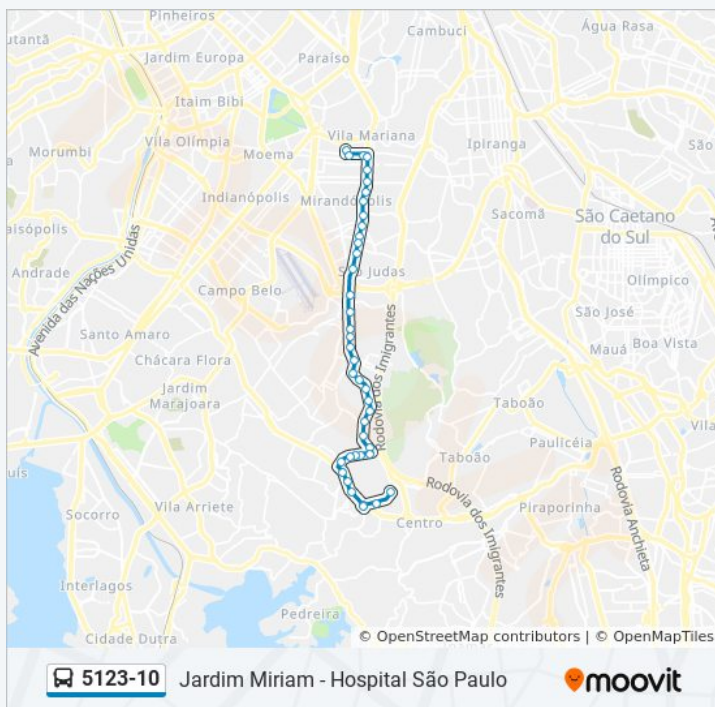 Pinheiros
Cambuci
Água Rasa
utantã
Jardim Europa
Paraíso
Itaim Bibi
Vila Mariana
Ipiranga
Vila Olímpia
Morumbi
Moema
Indianópolis
Mirandópolis
Sacomã
São Caetano
do Sul
aisópolis
Andrade
Avenida das Nações Unidas
São Judas
Olímpico
Campo Belo
São José
Santo Amaro
Rodovia dos Imigrantes
Mauá
Boa Vista
Chácara Flora
Jardim
Marajoara
Taboão
Paulicéia
Vila
uís
Taboão
Rodovia dos Imigrantes
Rodovia Anchieta
Socorro
Vila Arriete
Piraporinha
Centro
Interlagos
Pedreira
Cidade Dutra
© OpenStreetMap contributors | © OpenMapTiles
5123-10
Jardim Miriam - Hospital São Paulo
moovit